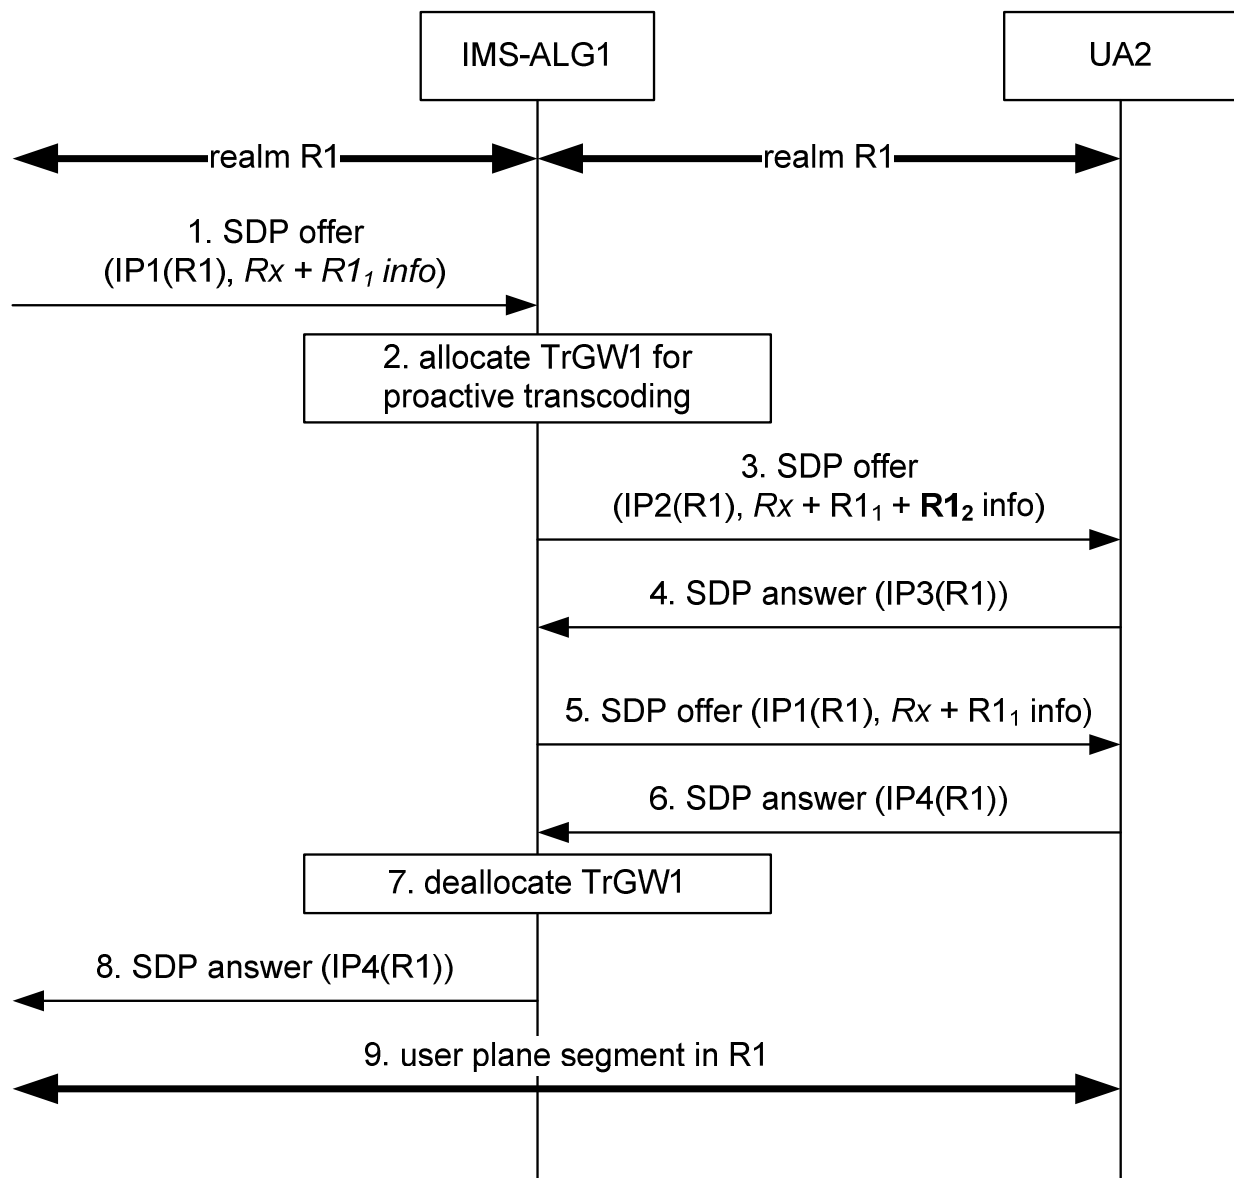 IMS-ALG1
UA2
realm R1
realm R1
1. SDP offer
(IP1(R1), Rx + R1₁ info)
2. allocate TrGW1 for
proactive transcoding
3. SDP offer
(IP2(R1), Rx + R1₁ + R1₂ info)
4. SDP answer (IP3(R1))
5. SDP offer (IP1(R1), Rx + R1₁ info)
6. SDP answer (IP4(R1))
7. deallocate TrGW1
8. SDP answer (IP4(R1))
9. user plane segment in R1